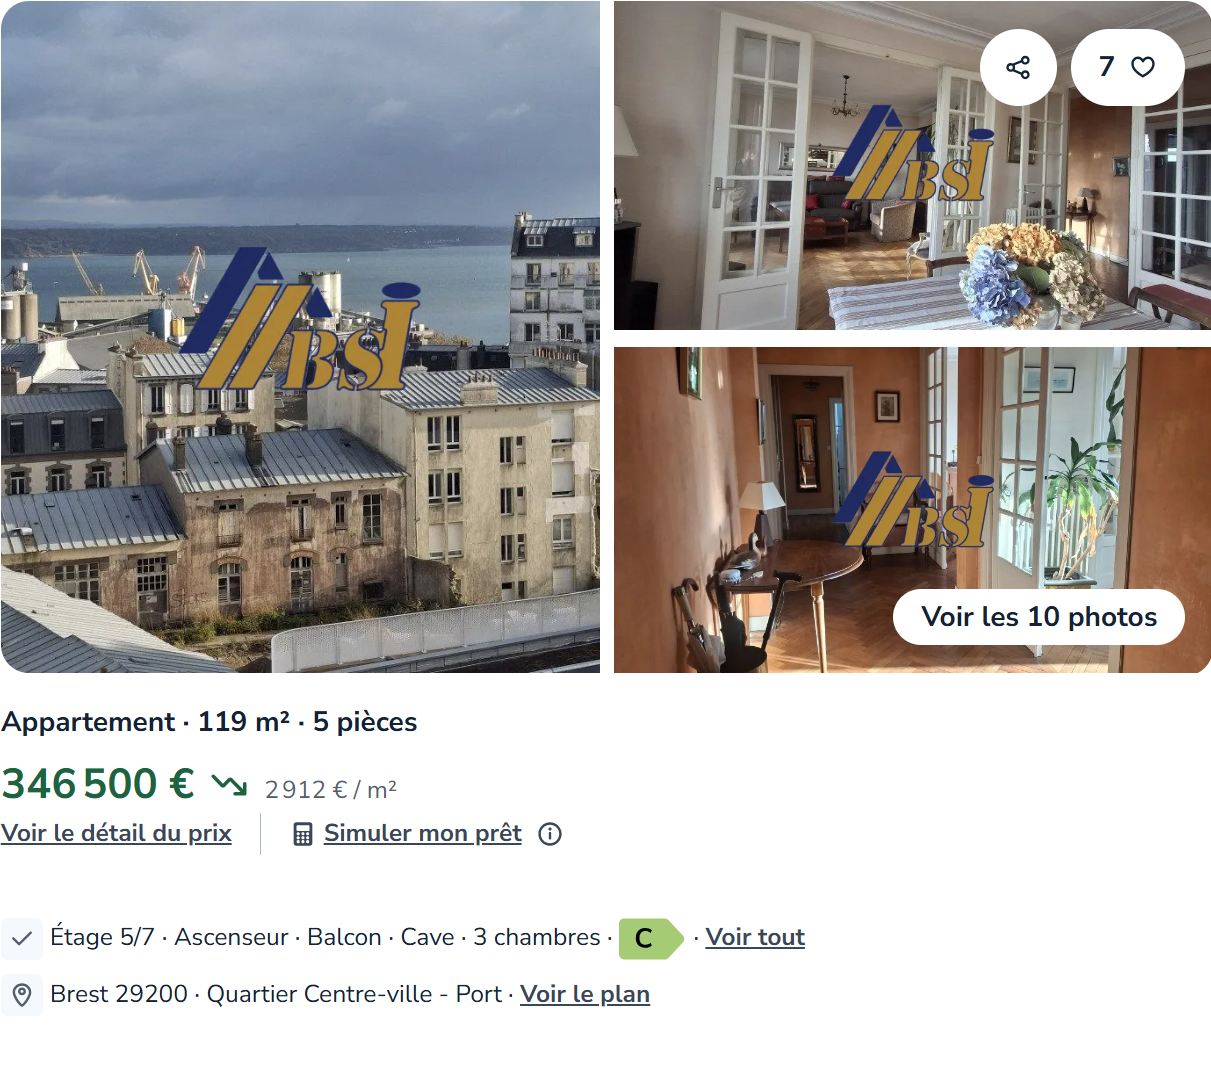 BSI
7
BSI
BSI
Voir les 10 photos
Appartement · 119 m² · 5 pièces
346 500 € 2 912 € / m²
Voir le détail du prix Simuler mon prêt
Étage 5/7 · Ascenseur · Balcon · Cave · 3 chambres · C · Voir tout
Brest 29200 · Quartier Centre-ville - Port · Voir le plan